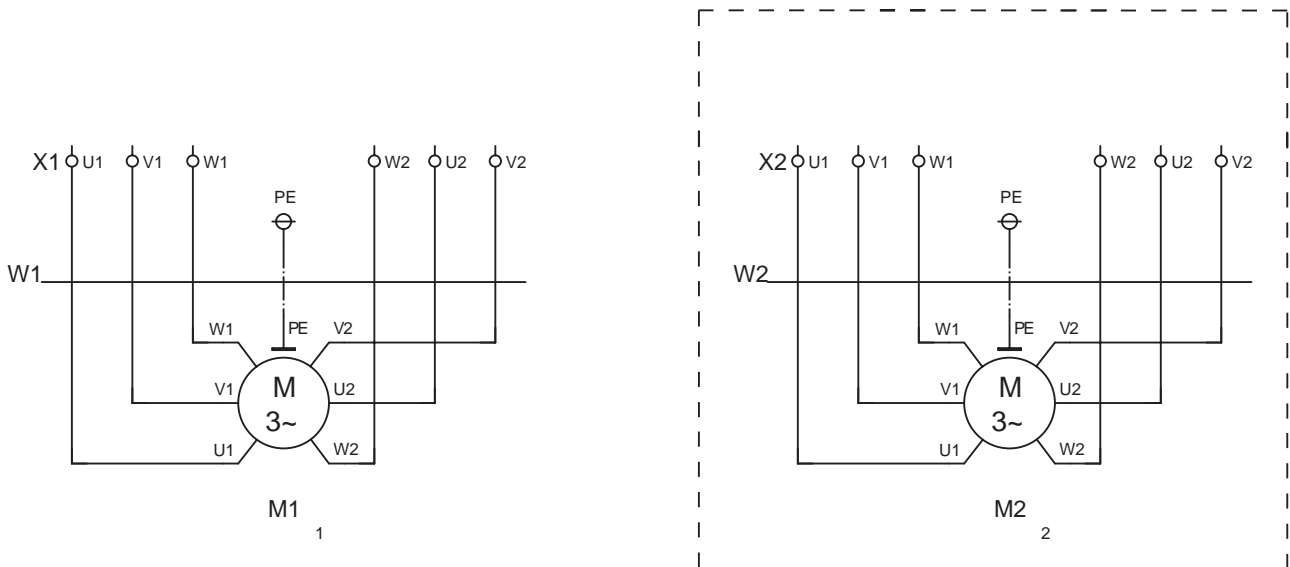 X1 U1 V1 W1 W2 U2 V2
PE
W1
W1 PE V2
V1 M U2
3~
U1 W2
M1
1
X2 U1 V1 W1 W2 U2 V2
PE
W2
W1 PE V2
V1 M U2
3~
U1 W2
M2
2